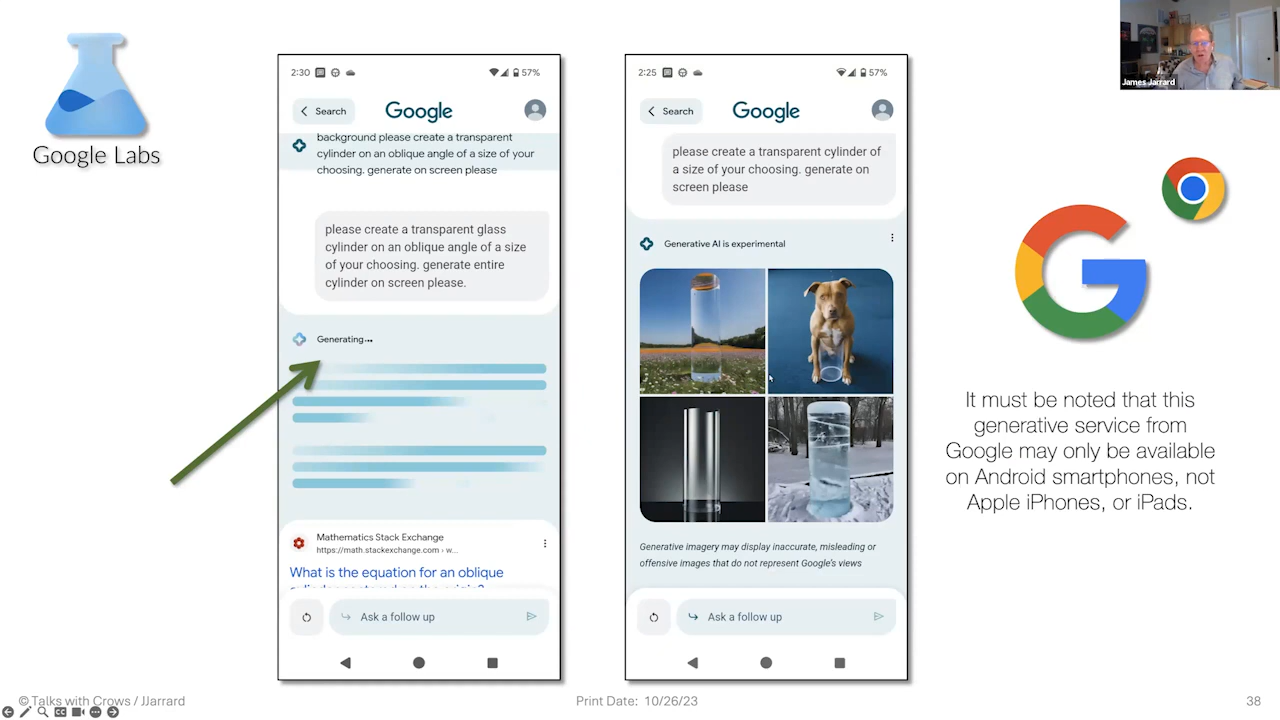 Google Labs
2:30
57%
Search
Google
background please create a transparent
cylinder on an oblique angle of a size of your
choosing. generate on screen please
please create a transparent glass
cylinder on an oblique angle of a size
of your choosing. generate entire
cylinder on screen please.
Generating...
Mathematics Stack Exchange
https://math.stackexchange.com › w...
What is the equation for an oblique
Ask a follow up
2:25
57%
Search
Google
please create a transparent cylinder of
a size of your choosing. generate on
screen please
Generative AI is experimental
Generative imagery may display inaccurate, misleading or
offensive images that do not represent Google's views
Ask a follow up
James Jarrard
G
It must be noted that this
generative service from
Google may only be available
on Android smartphones, not
Apple iPhones, or iPads.
© Talks with Crows / JJarrard
Print Date: 10/26/23
38